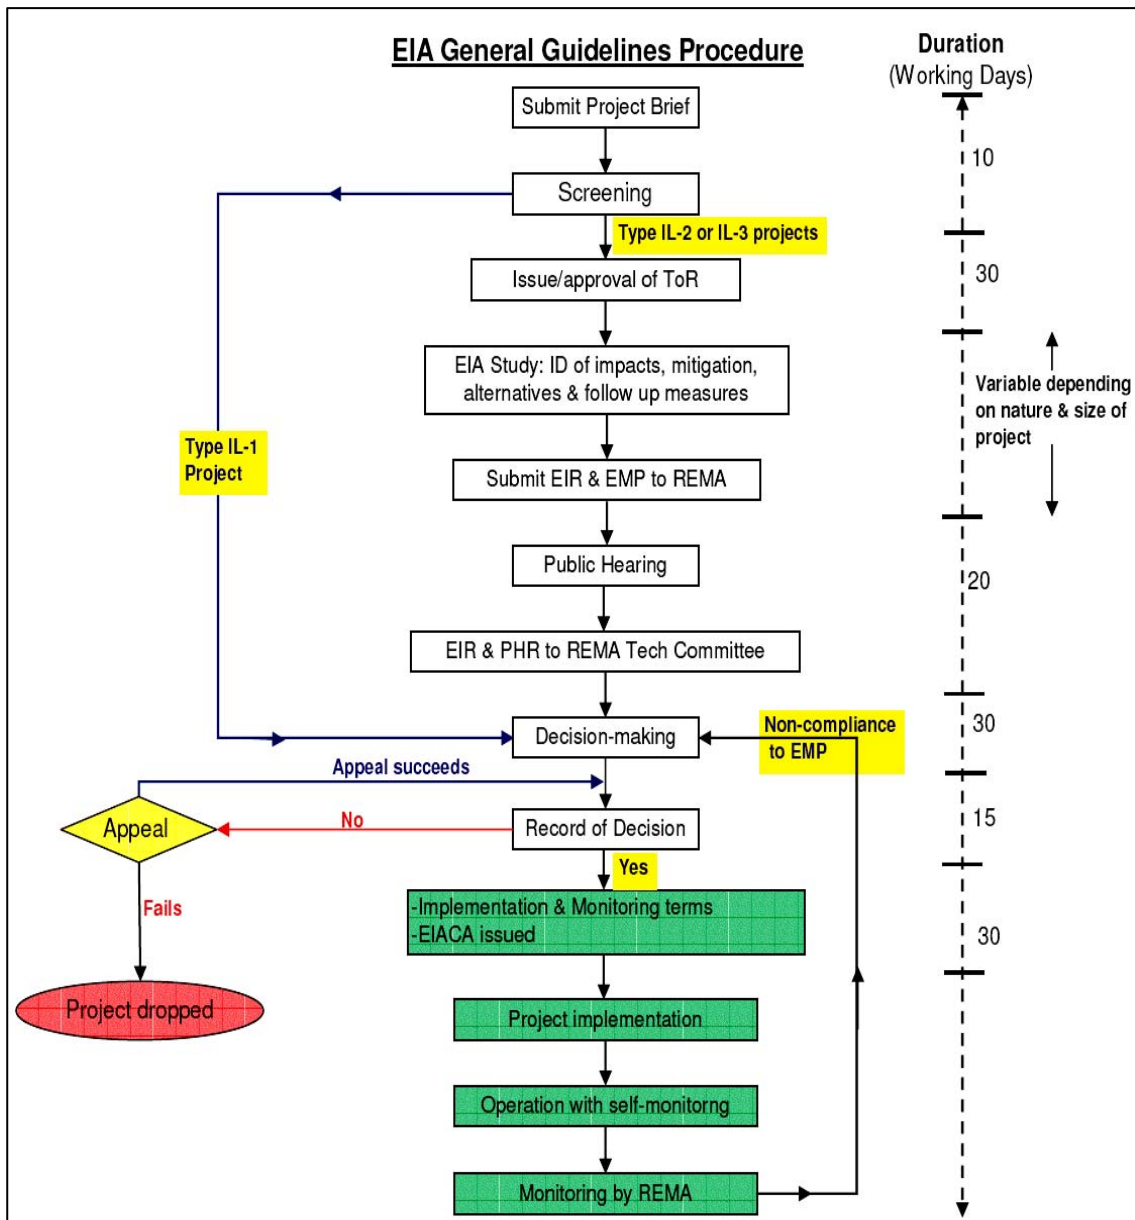 EIA General Guidelines Procedure
Duration
(Working Days)
Submit Project Brief
10
Screening
Type IL-2 or IL-3 projects
30
Issue/approval of ToR
EIA Study: ID of impacts, mitigation,
alternatives & follow up measures
Variable depending
on nature & size of
project
Type IL-1
Project
Submit EIR & EMP to REMA
Public Hearing
20
EIR & PHR to REMA Tech Committee
Decision-making
Non-compliance
to EMP
30
Appeal succeeds
Appeal
No
Record of Decision
15
Yes
Fails
-Implementation & Monitoring terms
-EIACA issued
30
Project dropped
Project implementation
Operation with self-monitorng
Monitoring by REMA